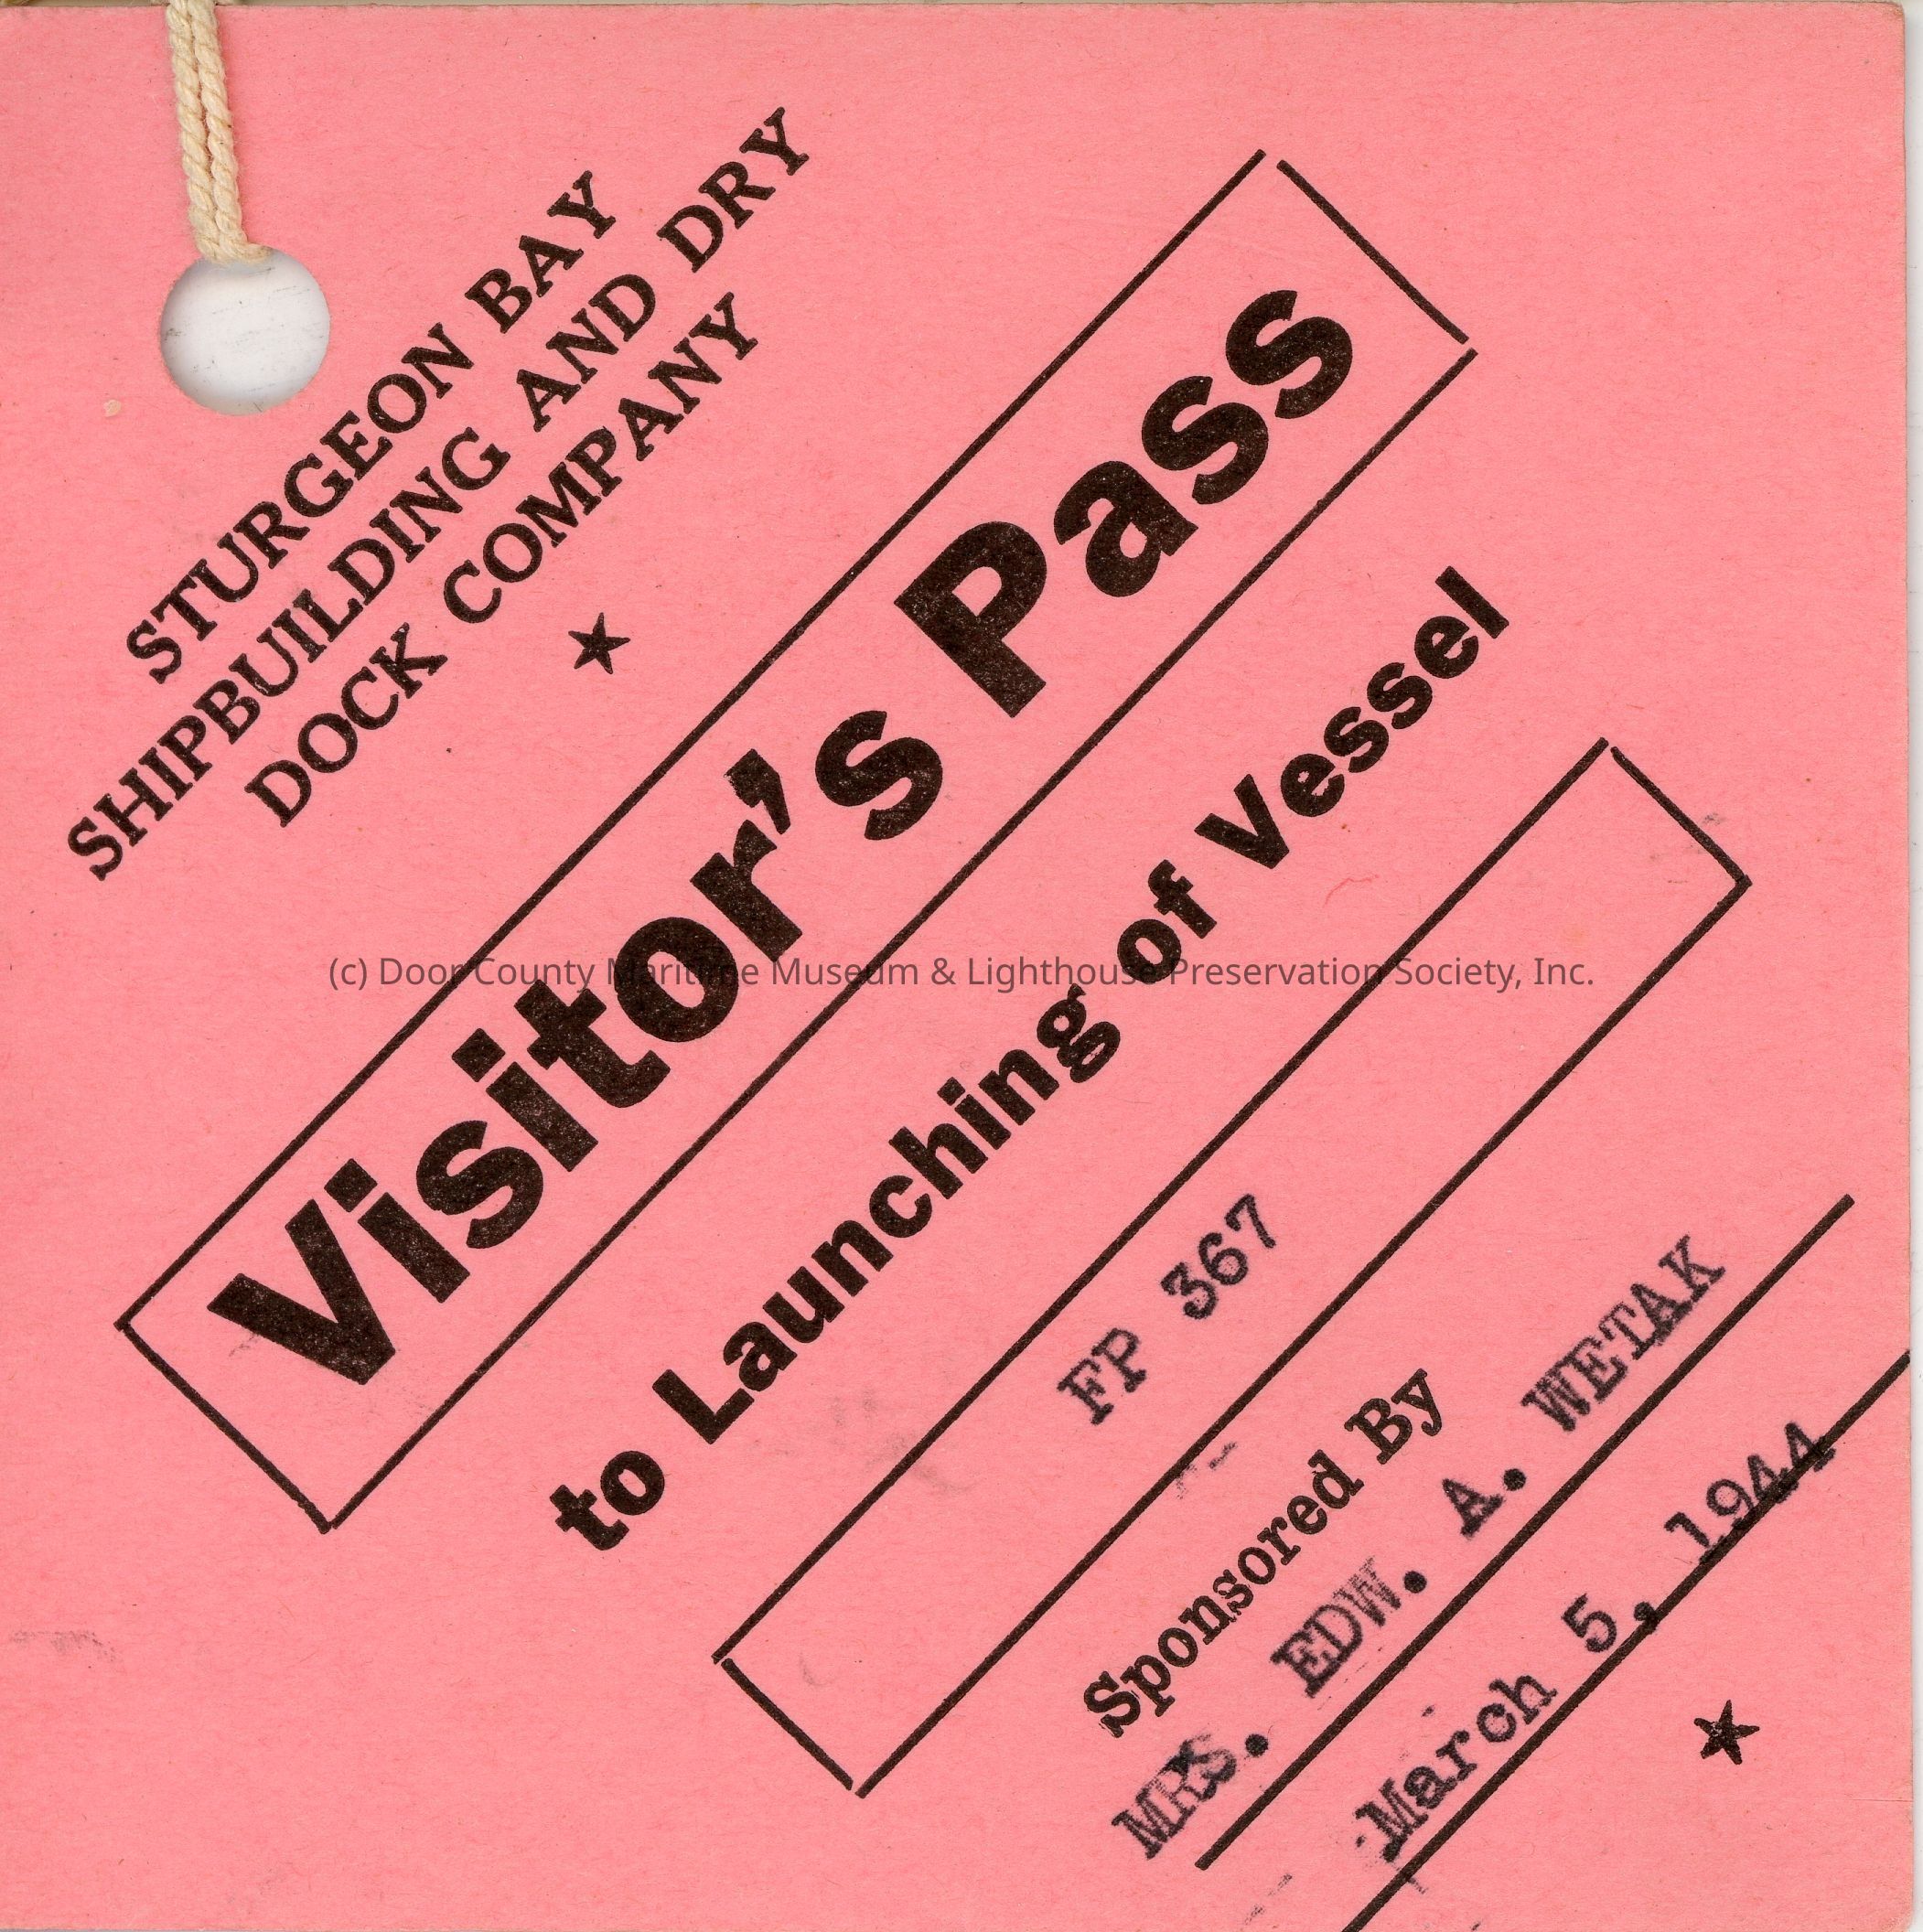 STURGEON BAY
SHIPBUILDING AND DRY
DOCK COMPANY
Visitor's Pass
to Launching of Vessel
FP 367
Sponsored By
MRS. EDW. A. WETAK
March 5, 1944
(c) Door County Maritime Museum & Lighthouse Preservation Society, Inc.